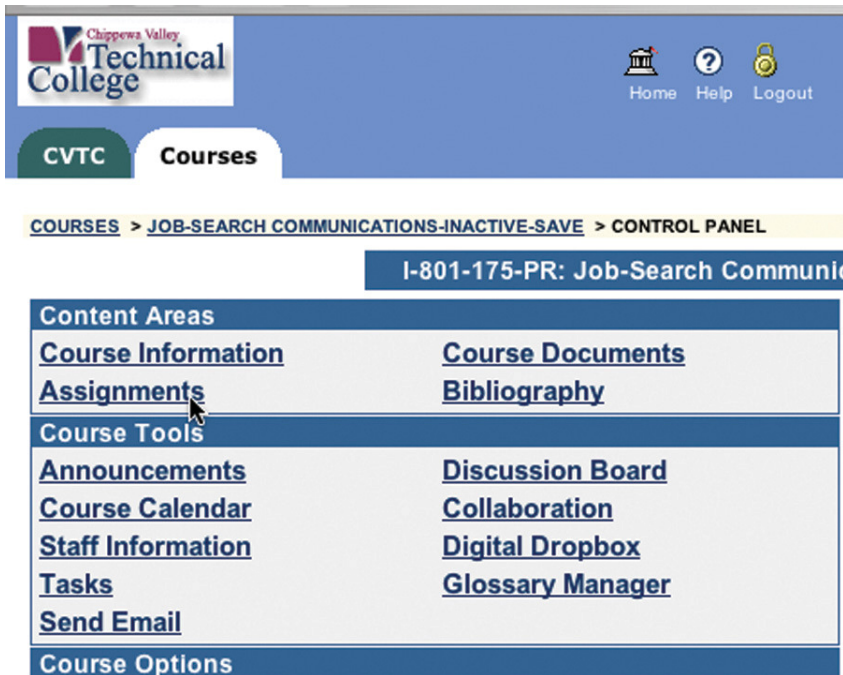 Chippewa Valley
Technical
College
Home Help Logout
CVTC Courses
COURSES > JOB-SEARCH COMMUNICATIONS-INACTIVE-SAVE > CONTROL PANEL
I-801-175-PR: Job-Search Communic
Content Areas
Course Information Course Documents
Assignments Bibliography
Course Tools
Announcements Discussion Board
Course Calendar Collaboration
Staff Information Digital Dropbox
Tasks Glossary Manager
Send Email
Course Options